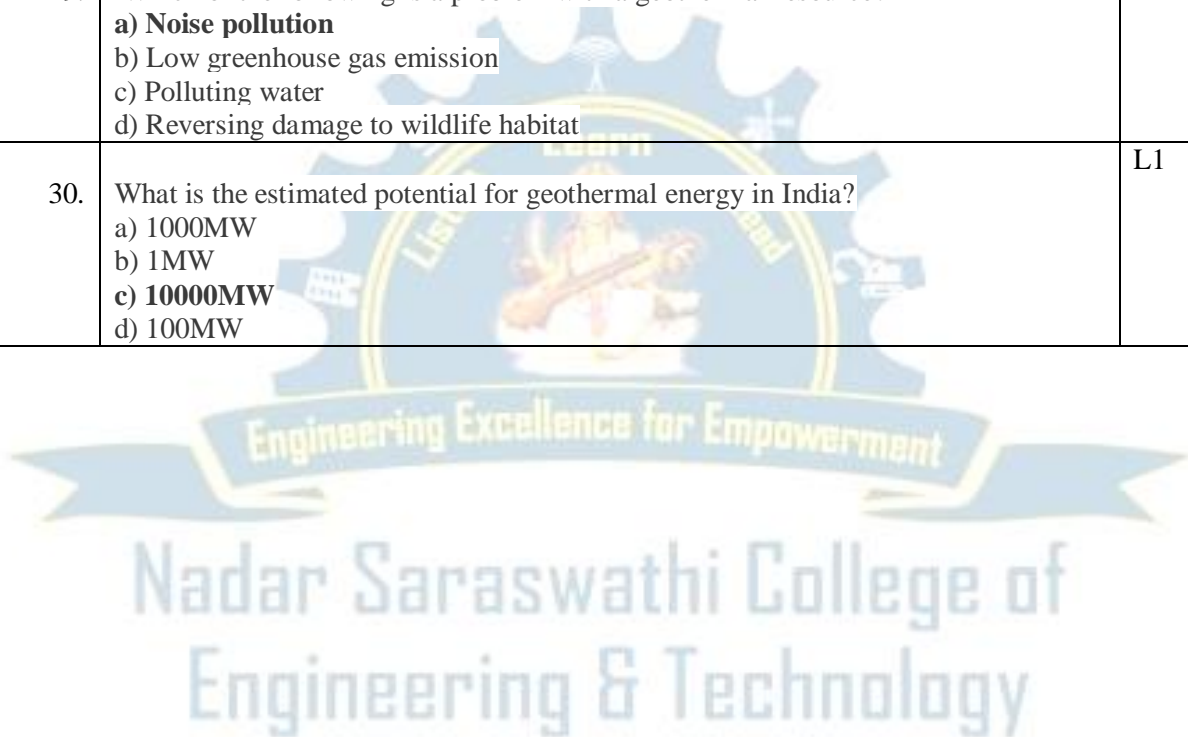 a) Noise pollution
b) Low greenhouse gas emission
c) Polluting water
d) Reversing damage to wildlife habitat
L1
30. What is the estimated potential for geothermal energy in India?
a) 1000MW
b) 1MW
c) 10000MW
d) 100MW
Learn
Read
Engineering Excellence for Empowerment
Nadar Saraswathi College of
Engineering & Technology